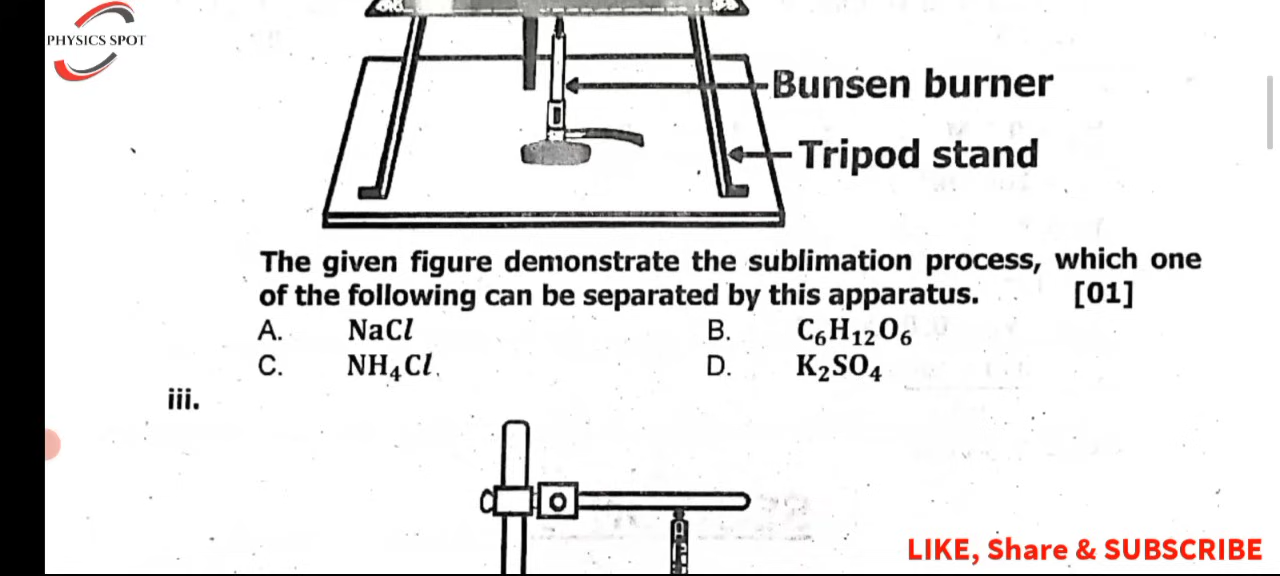 PHYSICS SPOT
Bunsen burner
Tripod stand
The given figure demonstrate the sublimation process, which one
of the following can be separated by this apparatus. [01]
A. NaCl B. C₆H₁₂O₆
C. NH₄Cl. D. K₂SO₄
iii.
LIKE, Share & SUBSCRIBE